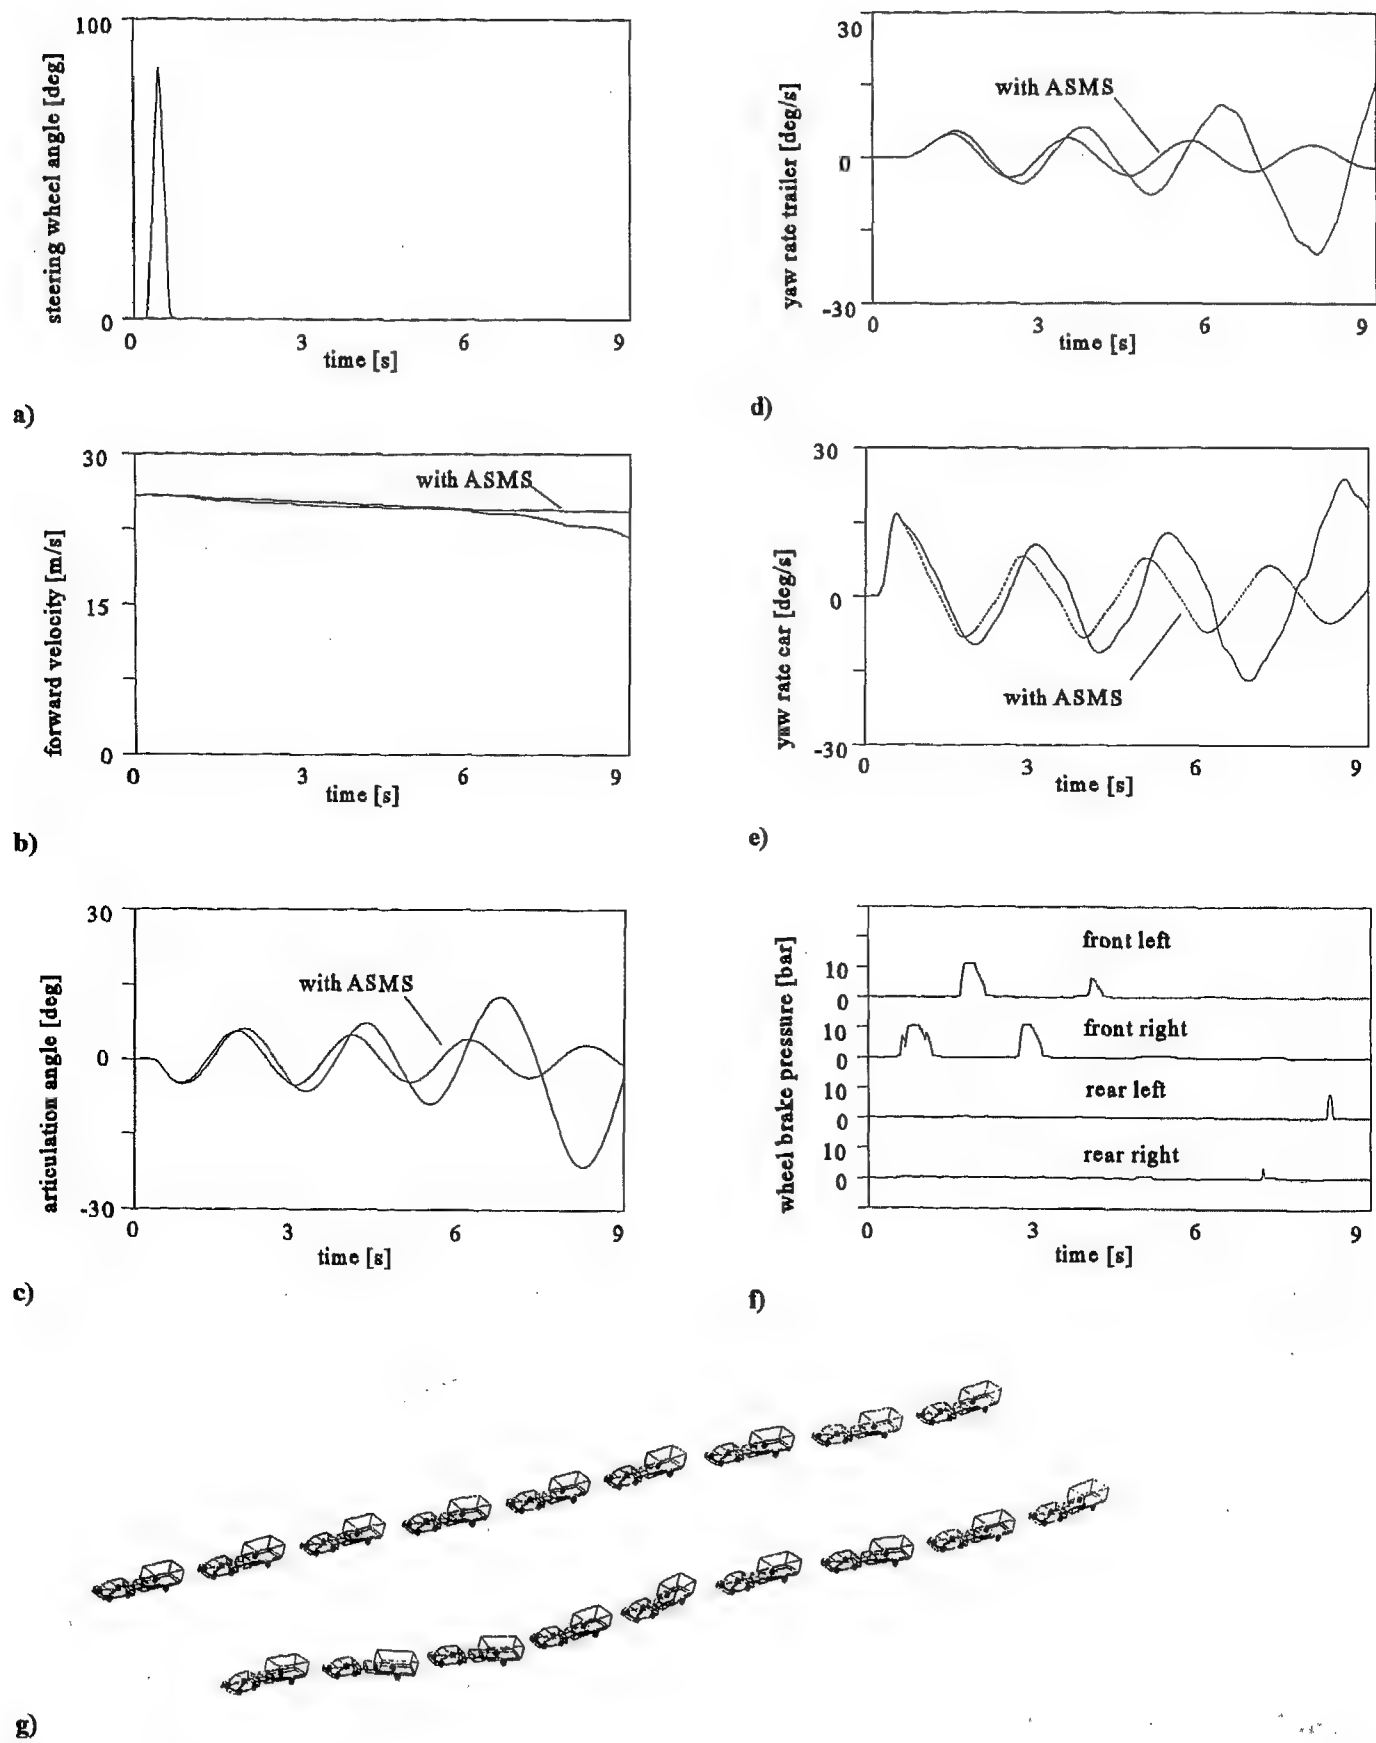 100
steering wheel angle [deg]
0
0 3 6 9
time [s]
a)
30
with ASMS
yaw rate trailer [deg/s]
0
-30
0 3 6 9
time [s]
d)
30
with ASMS
forward velocity [m/s]
15
0
0 3 6 9
time [s]
b)
30
yaw rate car [deg/s]
0
with ASMS
-30
0 3 6 9
time [s]
e)
30
with ASMS
articulation angle [deg]
0
-30
0 3 6 9
time [s]
c)
wheel brake pressure [bar]
front left
10
0
front right
10
0
rear left
10
0
rear right
10
0
0 3 6 9
time [s]
f)
g)